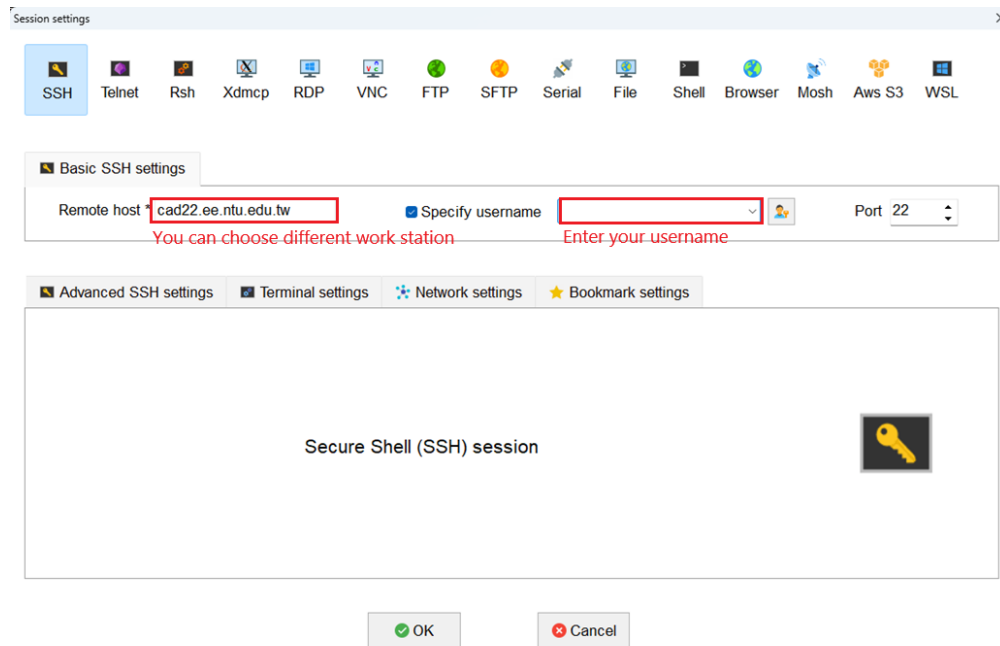 Session settings
SSH Telnet Rsh Xdmcp RDP VNC FTP SFTP Serial File Shell Browser Mosh Aws S3 WSL
Basic SSH settings
Remote host * cad22.ee.ntu.edu.tw Specify username Port 22
You can choose different work station Enter your username
Advanced SSH settings Terminal settings Network settings Bookmark settings
Secure Shell (SSH) session
OK Cancel